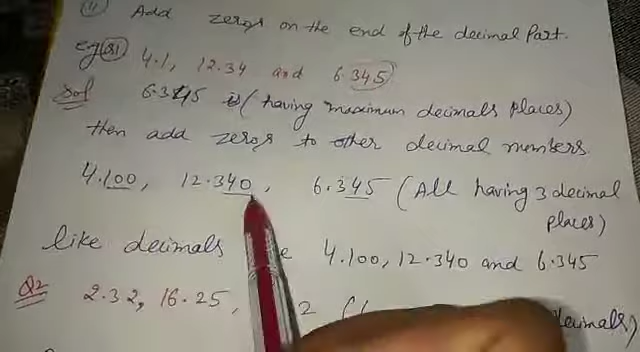 (4) Add zeros on the end of the decimal Part.
eg (Q1) 4.1, 12.34 and 6.345
Sol 6.345 is (having maximum decimals places)
then add zeros to other decimal numbers.
4.100, 12.340, 6.345 (All having 3 decimal places)
like decimals 4.100, 12.340 and 6.345
Q2 2.32, 16.25, 2